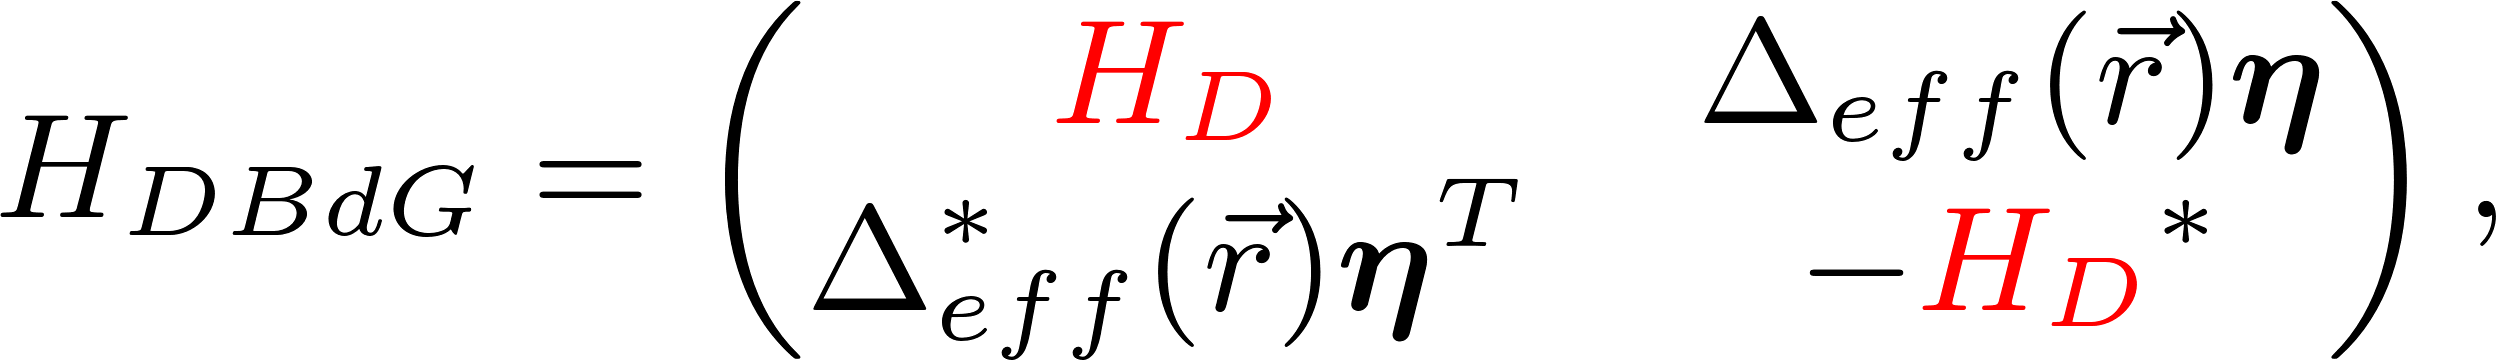 H_{DBdG} = \begin{pmatrix} H_D & \Delta_{eff}(\vec{r})\boldsymbol{\eta} \\ \Delta^*_{eff}(\vec{r})\boldsymbol{\eta}^T & -H_D^* \end{pmatrix},